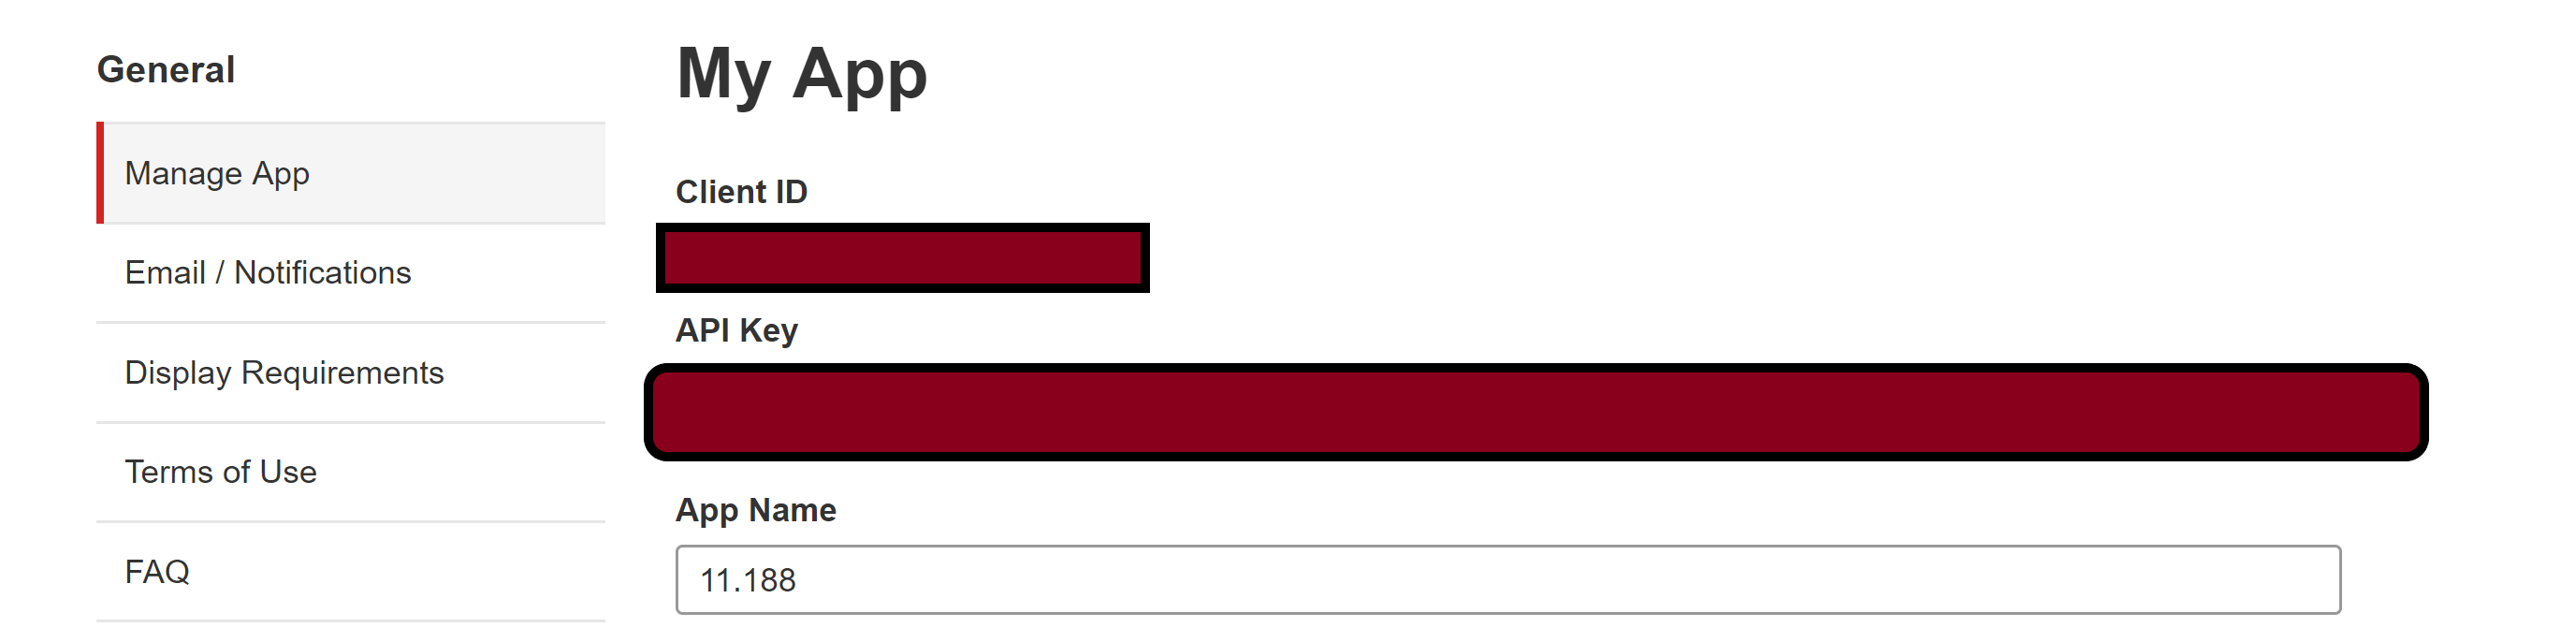 General
Manage App
Email / Notifications
Display Requirements
Terms of Use
FAQ
My App
Client ID
API Key
App Name
11.188